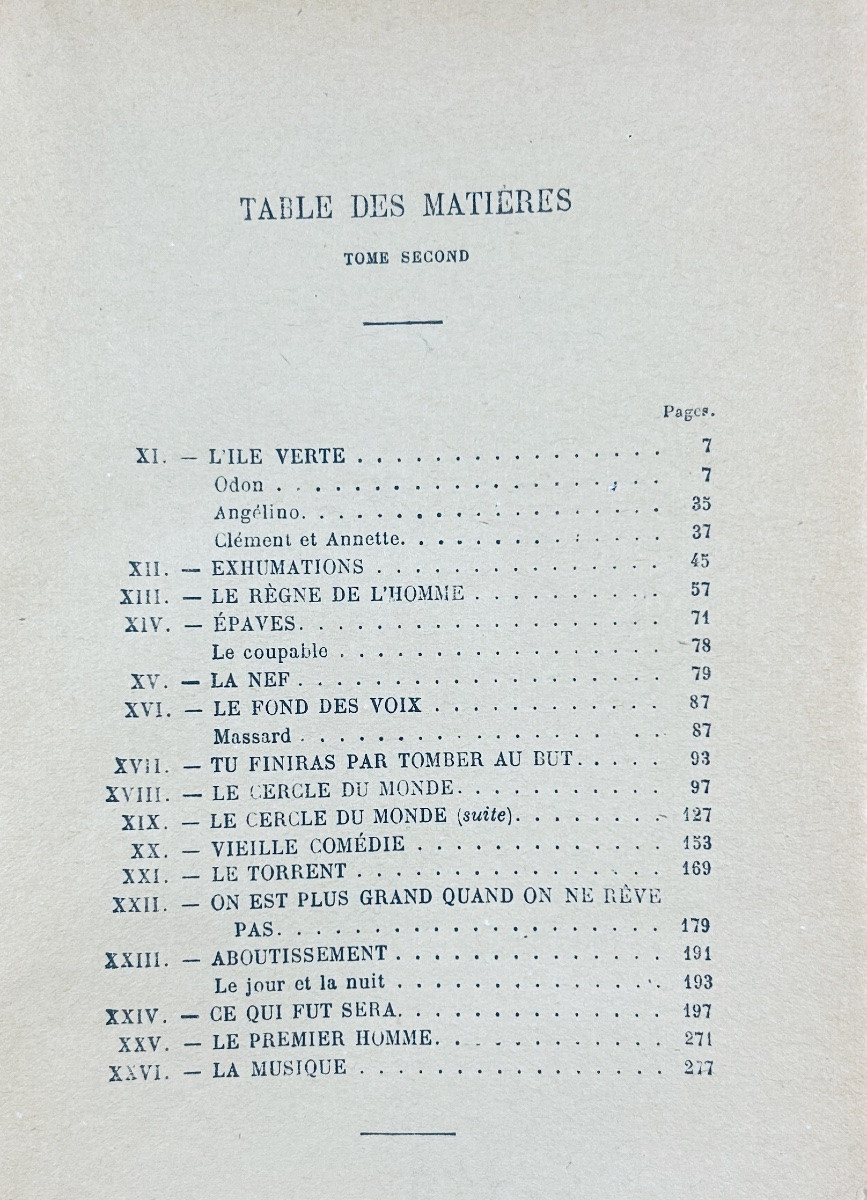 TABLE DES MATIÈRES
TOME SECOND
Pages.
XI. — L'ILE VERTE . . . . . . . . . . . . . . . . 7
Odon . . . . . . . . . . . . . . . . . . . 7
Angélino. . . . . . . . . . . . . . . . . . 35
Clément et Annette. . . . . . . . . . . . . 37
XII. — EXHUMATIONS . . . . . . . . . . . . . . . 45
XIII. — LE RÈGNE DE L'HOMME . . . . . . . . . . 57
XIV. — ÉPAVES. . . . . . . . . . . . . . . . . . 71
Le coupable . . . . . . . . . . . . . . . . 78
XV. — LA NEF . . . . . . . . . . . . . . . . . . 79
XVI. — LE FOND DES VOIX . . . . . . . . . . . . 87
Massard . . . . . . . . . . . . . . . . . . 87
XVII. — TU FINIRAS PAR TOMBER AU BUT. . . . . 93
XVIII. — LE CERCLE DU MONDE. . . . . . . . . . . 97
XIX. — LE CERCLE DU MONDE (suite). . . . . . . . 127
XX. — VIEILLE COMÉDIE . . . . . . . . . . . . . 153
XXI. — LE TORRENT . . . . . . . . . . . . . . . . 169
XXII. — ON EST PLUS GRAND QUAND ON NE RÊVE
PAS. . . . . . . . . . . . . . . . . . . . 179
XXIII. — ABOUTISSEMENT . . . . . . . . . . . . . . 191
Le jour et la nuit . . . . . . . . . . . . . . 193
XXIV. — CE QUI FUT SERA. . . . . . . . . . . . . . 197
XXV. — LE PREMIER HOMME. . . . . . . . . . . . 271
XXVI. — LA MUSIQUE . . . . . . . . . . . . . . . . 277